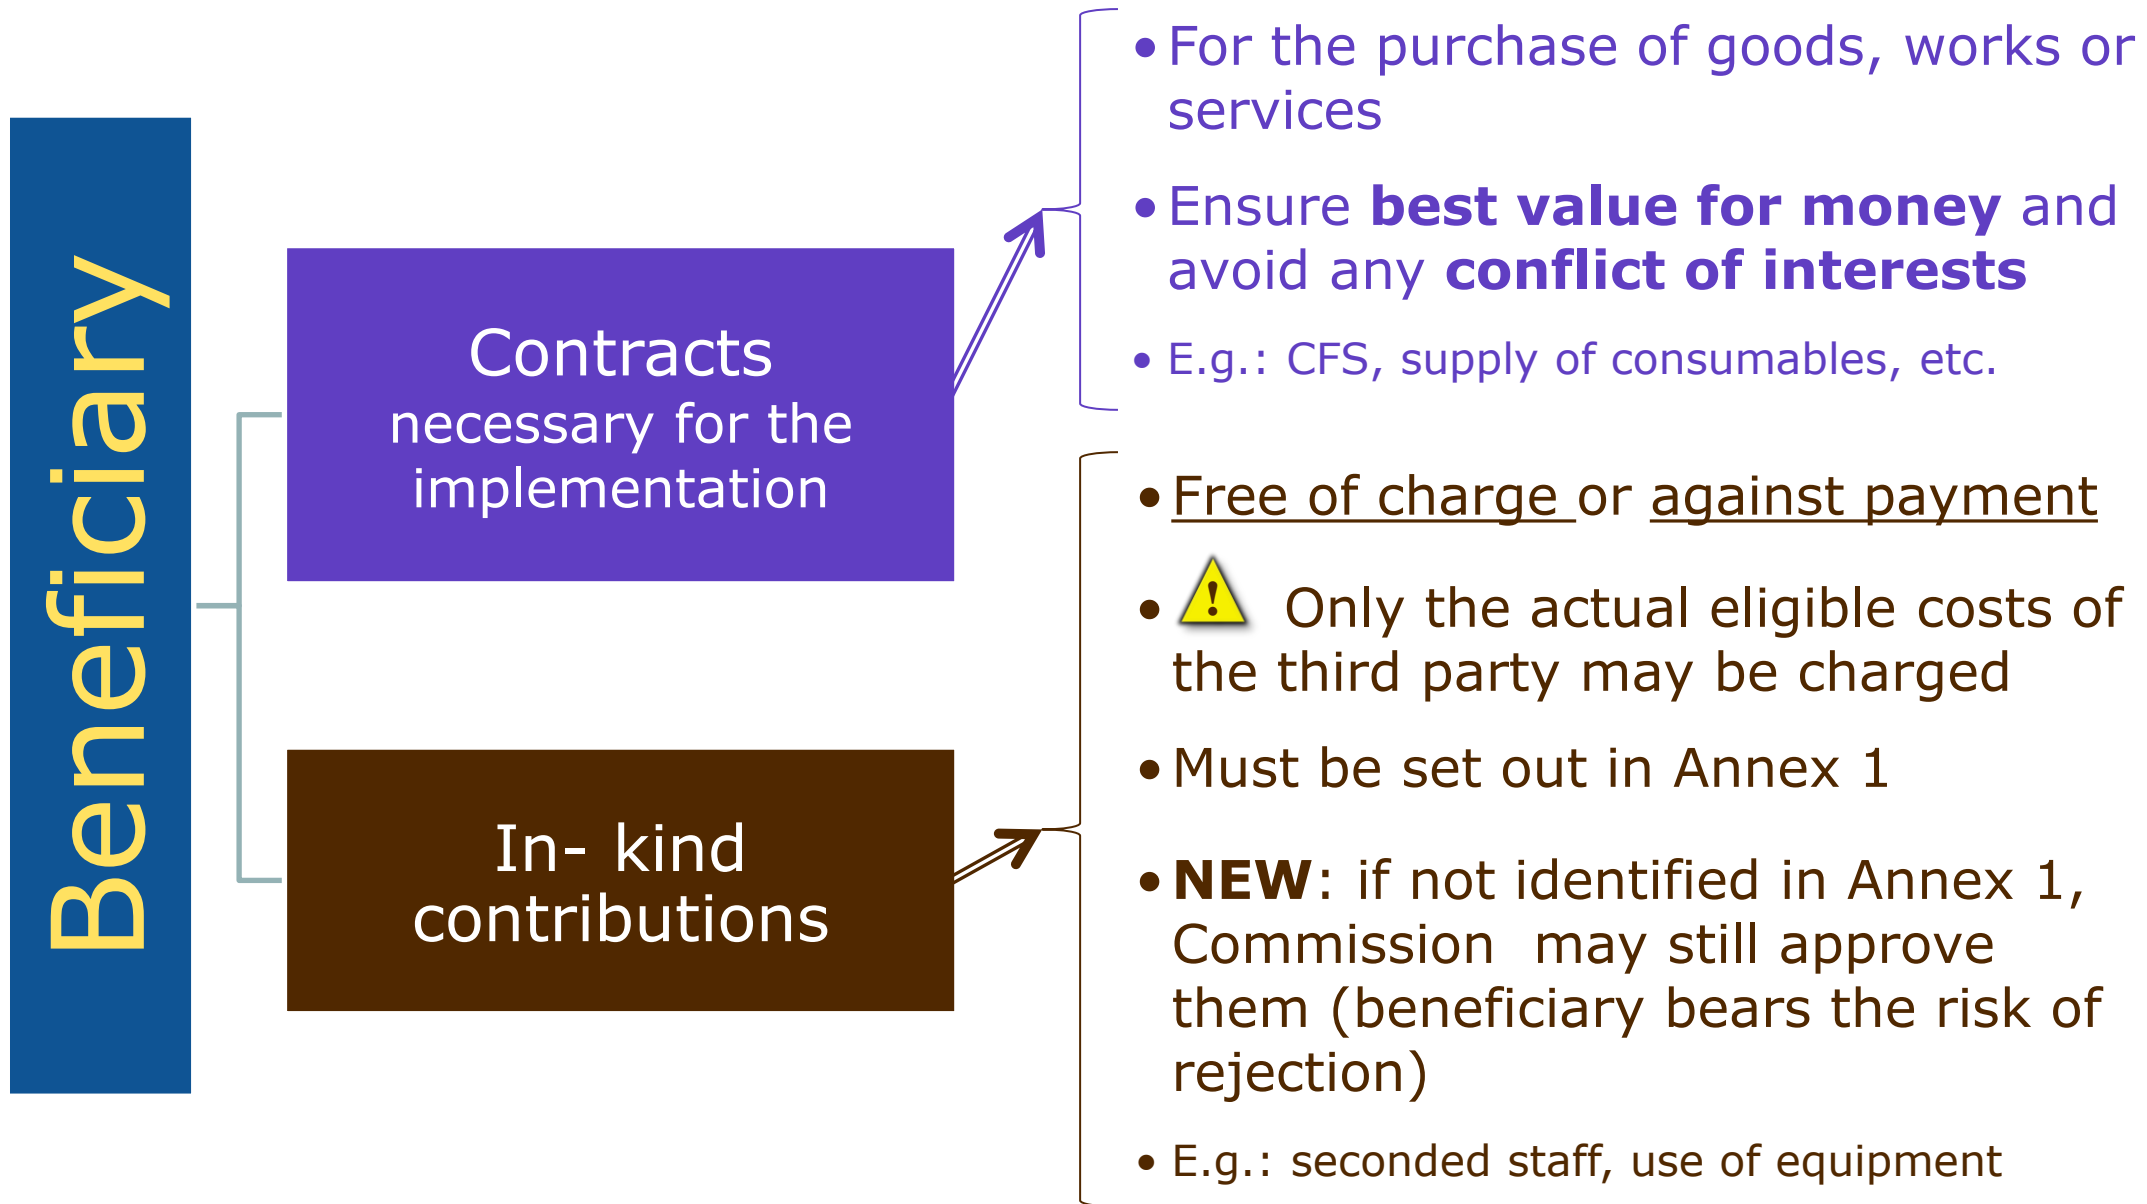 Beneficiary
Contracts
necessary for the
implementation
• For the purchase of goods, works or
services
• Ensure best value for money and
avoid any conflict of interests
• E.g.: CFS, supply of consumables, etc.
In- kind
contributions
• Free of charge or against payment
• ! Only the actual eligible costs of
the third party may be charged
• Must be set out in Annex 1
• NEW: if not identified in Annex 1,
Commission may still approve
them (beneficiary bears the risk of
rejection)
• E.g.: seconded staff, use of equipment